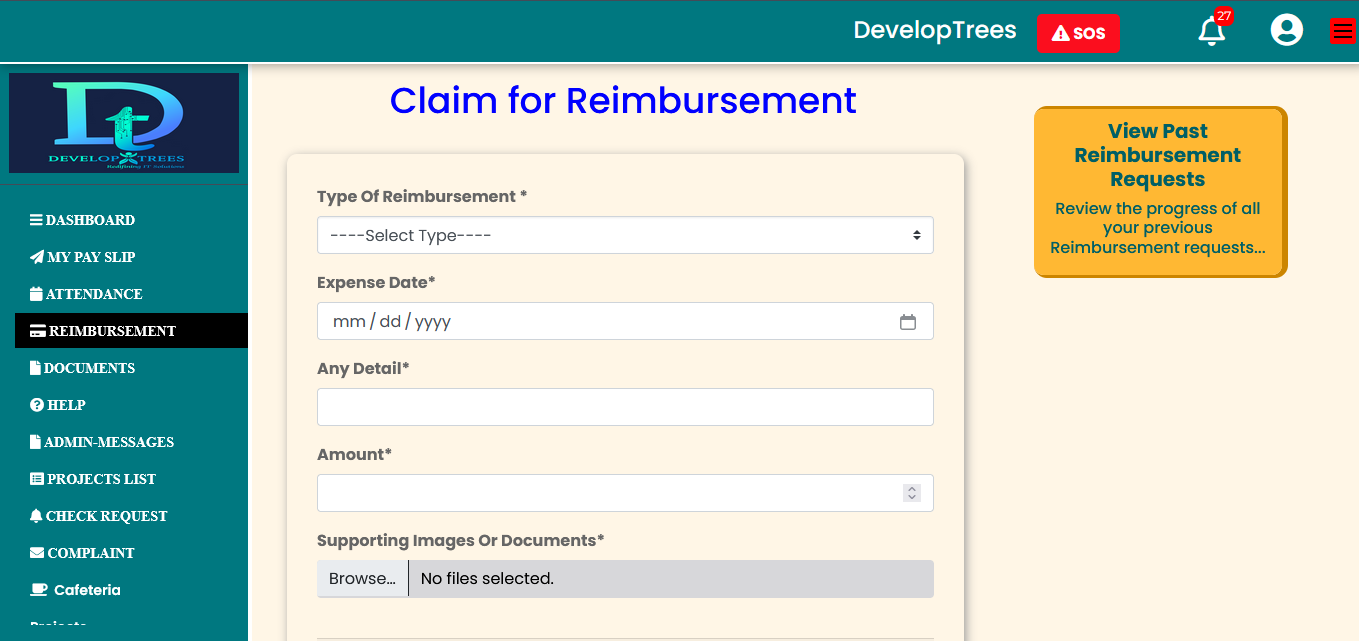 DevelopTrees
SOS
27
DEVELOP TREES
Redefining IT Solutions
DASHBOARD
MY PAY SLIP
ATTENDANCE
REIMBURSEMENT
DOCUMENTS
HELP
ADMIN-MESSAGES
PROJECTS LIST
CHECK REQUEST
COMPLAINT
Cafeteria
Projects
Claim for Reimbursement
Type Of Reimbursement *
----Select Type----
Expense Date*
mm / dd / yyyy
Any Detail*
Amount*
Supporting Images Or Documents*
Browse... No files selected.
View Past
Reimbursement
Requests
Review the progress of all
your previous
Reimbursement requests...